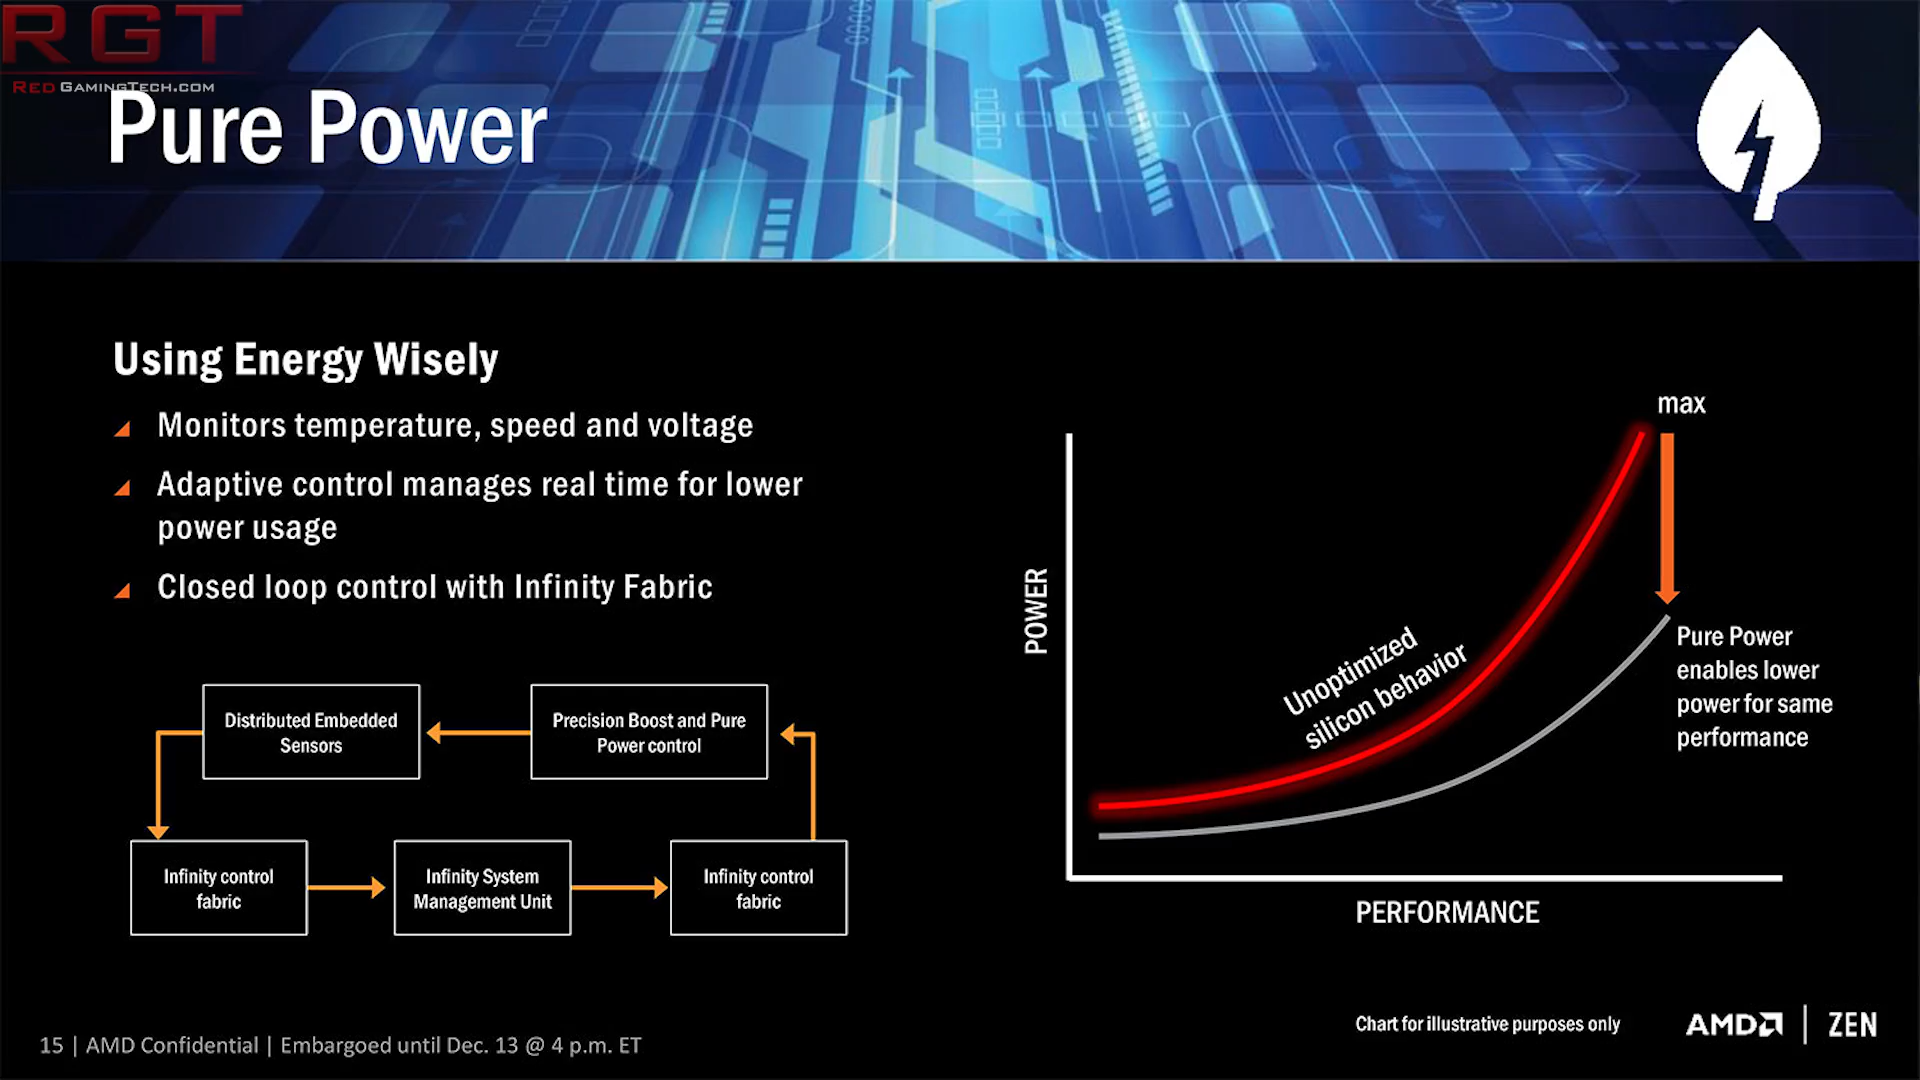 RGT
REDGAMINGTECH.COM
Pure Power
Using Energy Wisely
Monitors temperature, speed and voltage
Adaptive control manages real time for lower
power usage
Closed loop control with Infinity Fabric
Distributed Embedded
Sensors
Precision Boost and Pure
Power control
Infinity control
fabric
Infinity System
Management Unit
Infinity control
fabric
max
POWER
Unoptimized
silicon behavior
Pure Power
enables lower
power for same
performance
PERFORMANCE
Chart for illustrative purposes only
AMD | ZEN
15 | AMD Confidential | Embargoed until Dec. 13 @ 4 p.m. ET